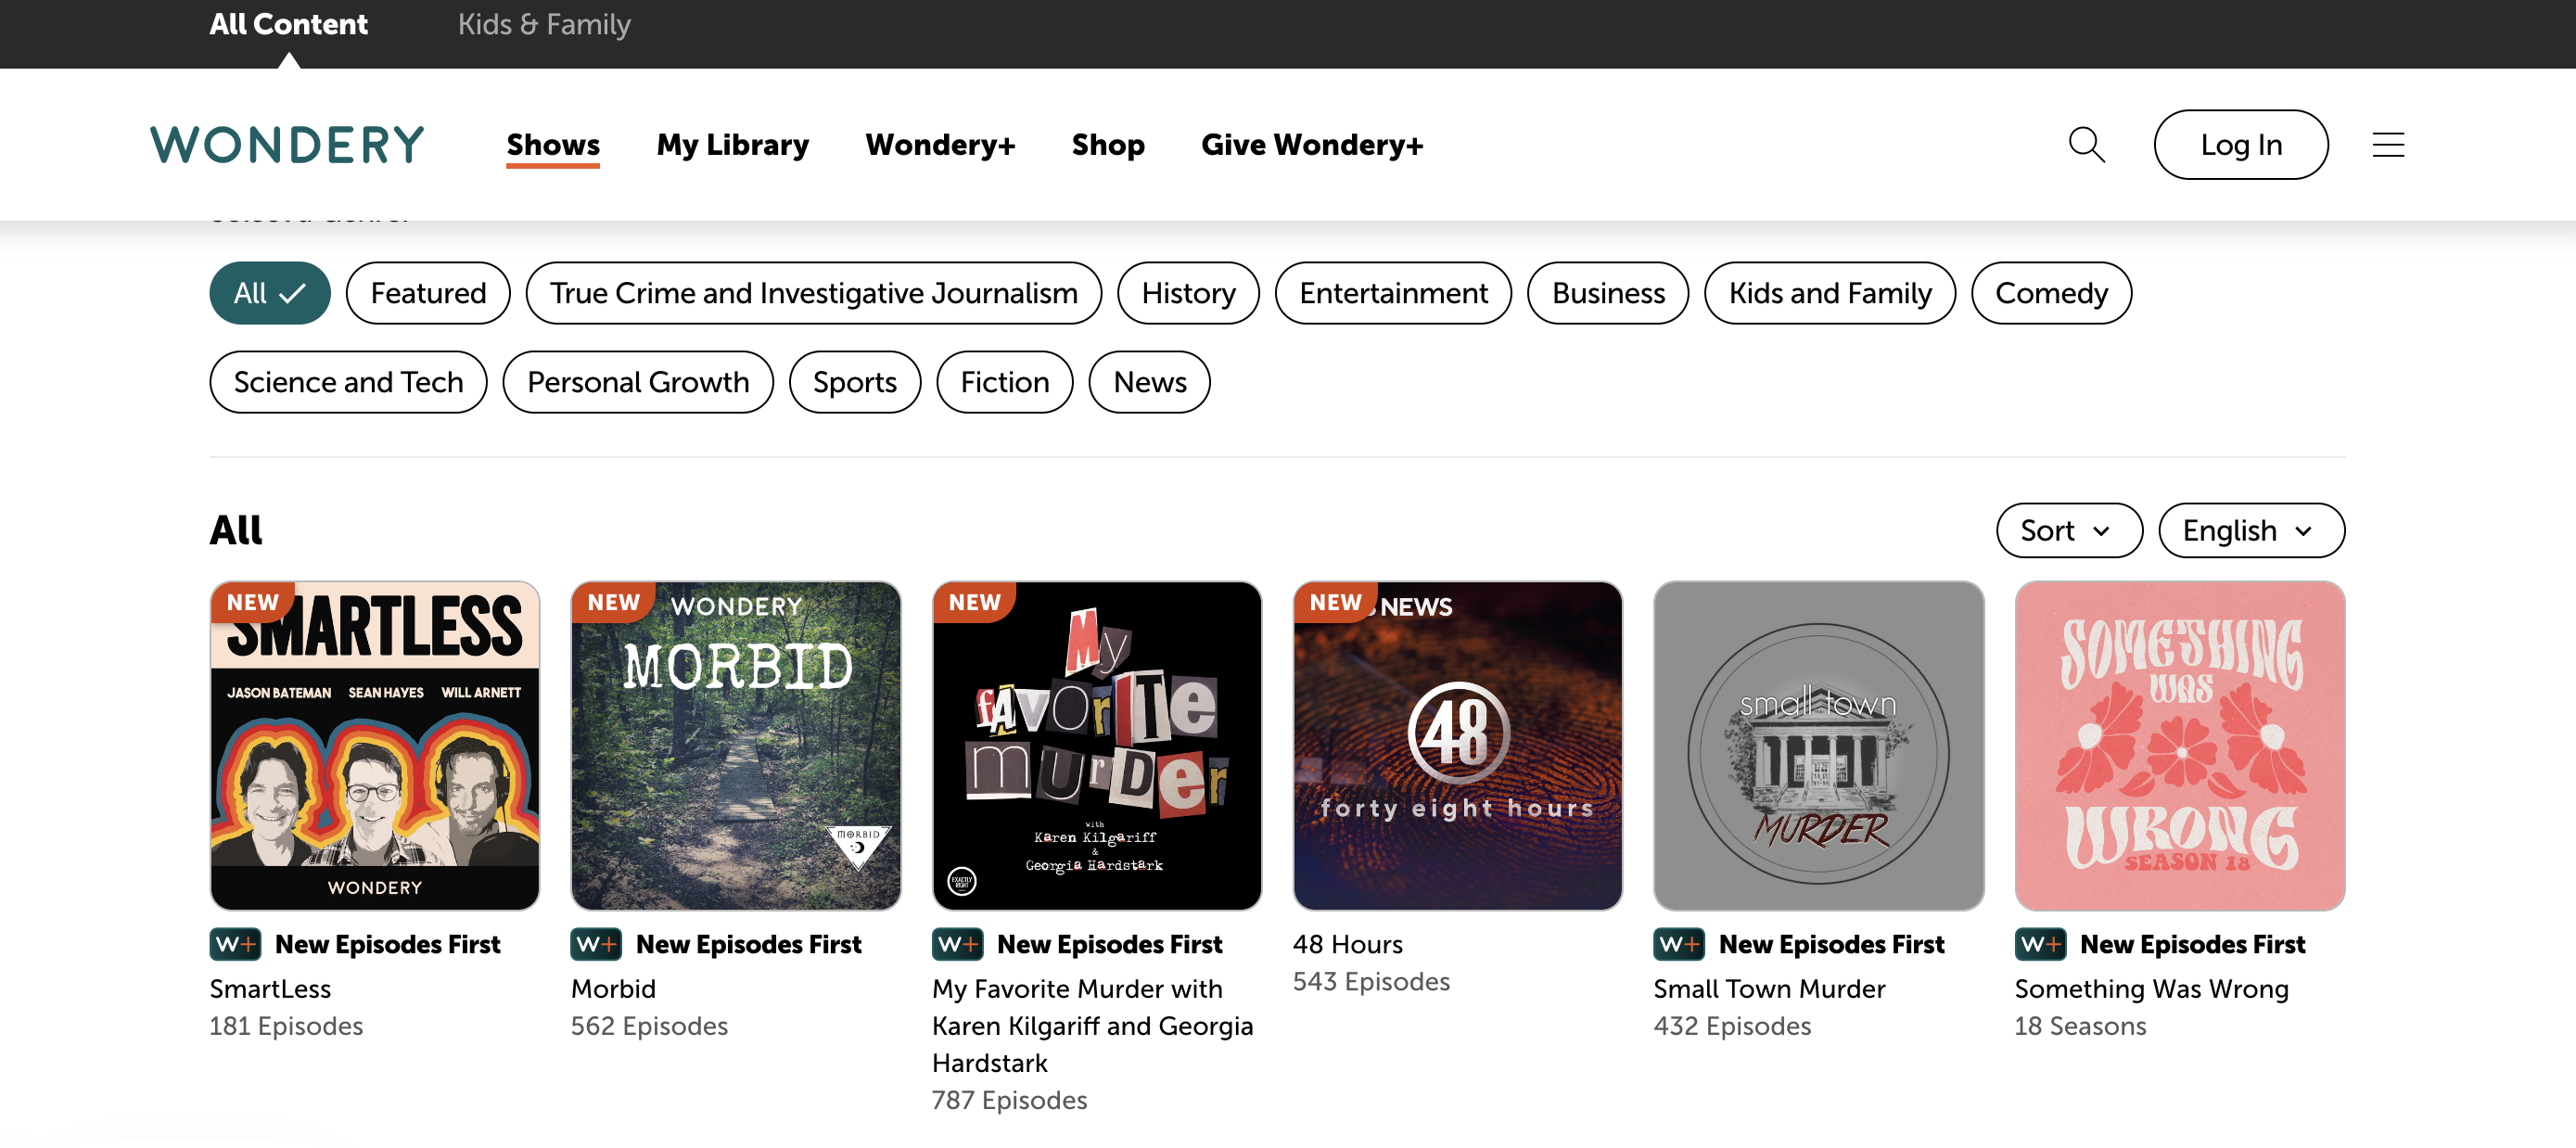 All Content
Kids & Family
WONDERY
Shows
My Library
Wondery+
Shop
Give Wondery+
Log In
All
Featured
True Crime and Investigative Journalism
History
Entertainment
Business
Kids and Family
Comedy
Science and Tech
Personal Growth
Sports
Fiction
News
All
Sort
English
NEW
SMARTLESS
JASON BATEMAN SEAN HAYES WILL ARNETT
WONDERY
W+ New Episodes First
SmartLess
181 Episodes
NEW
WONDERY
MORBID
MORBID
W+ New Episodes First
Morbid
562 Episodes
NEW
My
fAvorITe
murDer
with
Karen Kilgariff
&
Georgia Hardstark
EXACTLY
RIGHT
W+ New Episodes First
My Favorite Murder with
Karen Kilgariff and Georgia
Hardstark
787 Episodes
NEW
NEWS
48
forty eight hours
48 Hours
543 Episodes
small town
MURDER
W+ New Episodes First
Small Town Murder
432 Episodes
SOMETHING
WAS
WRONG
SEASON 18
W+ New Episodes First
Something Was Wrong
18 Seasons